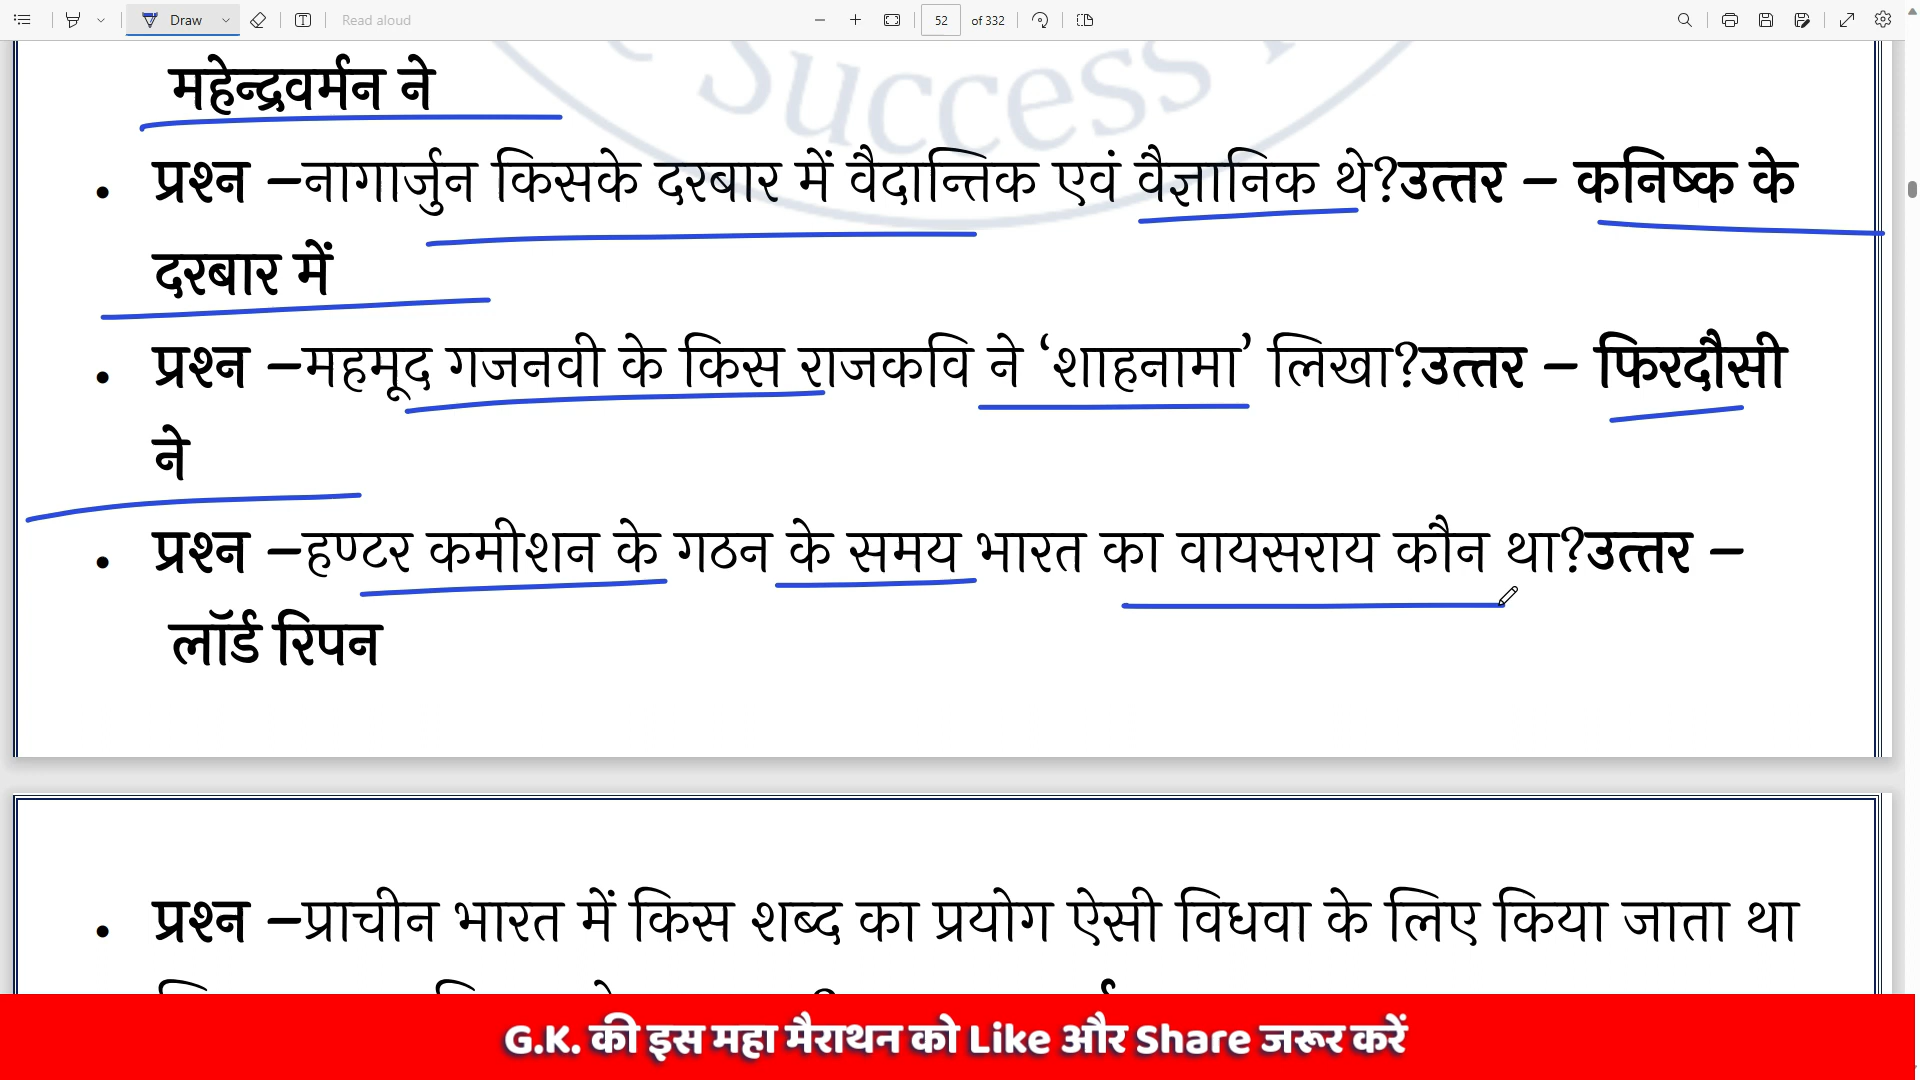 Draw
Read aloud
52 of 332
Success
महेन्द्रवर्मन ने
• प्रश्न –नागार्जुन किसके दरबार में वैदान्तिक एवं वैज्ञानिक थे?उत्तर – कनिष्क के
दरबार में
• प्रश्न –महमूद गजनवी के किस राजकवि ने ‘शाहनामा’ लिखा?उत्तर – फिरदौसी
ने
• प्रश्न –हण्टर कमीशन के गठन के समय भारत का वायसराय कौन था?उत्तर –
लॉर्ड रिपन
• प्रश्न –प्राचीन भारत में किस शब्द का प्रयोग ऐसी विधवा के लिए किया जाता था
G.K. की इस महा मैराथन को Like और Share जरूर करें